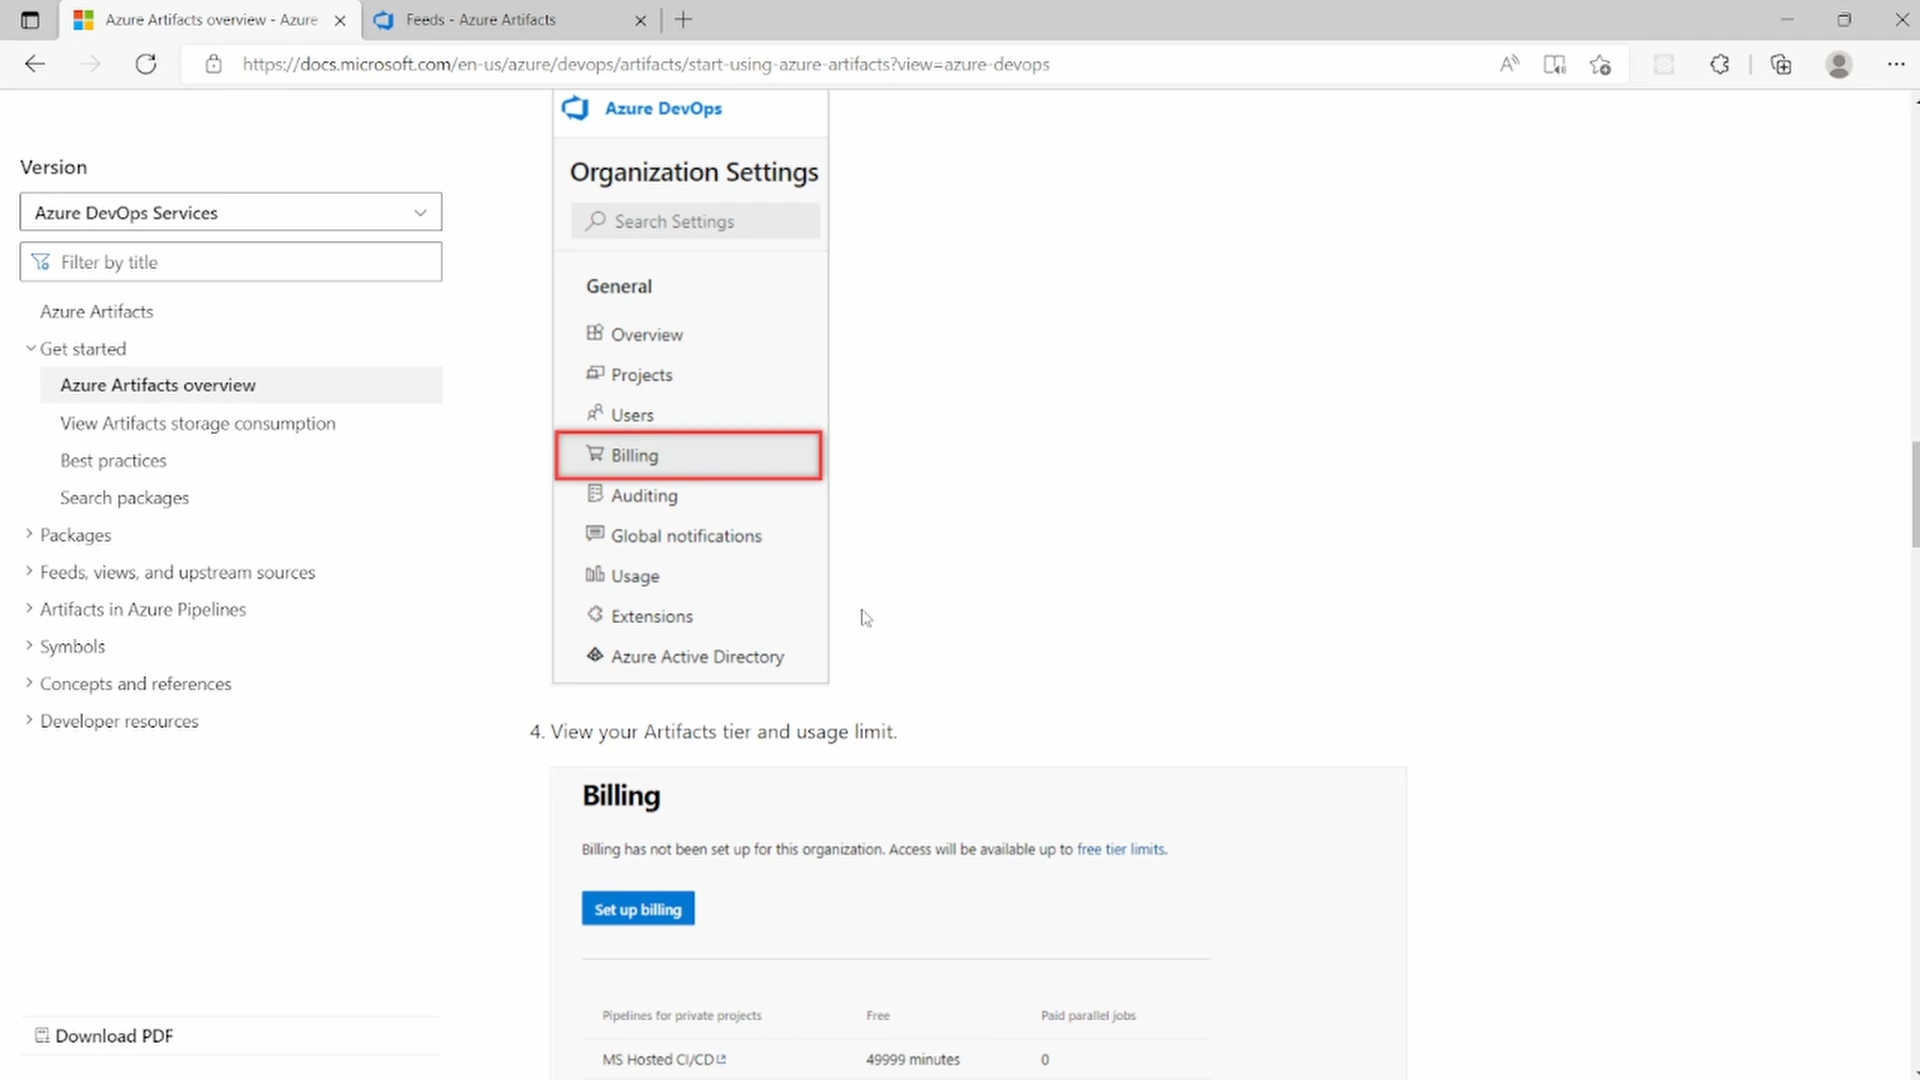 Azure Artifacts overview - Azure
Feeds - Azure Artifacts
https://docs.microsoft.com/en-us/azure/devops/artifacts/start-using-azure-artifacts?view=azure-devops
Version
Azure DevOps Services
Filter by title
Azure Artifacts
Get started
Azure Artifacts overview
View Artifacts storage consumption
Best practices
Search packages
Packages
Feeds, views, and upstream sources
Artifacts in Azure Pipelines
Symbols
Concepts and references
Developer resources
Download PDF
Azure DevOps
Organization Settings
Search Settings
General
Overview
Projects
Users
Billing
Auditing
Global notifications
Usage
Extensions
Azure Active Directory
4. View your Artifacts tier and usage limit.
Billing
Billing has not been set up for this organization. Access will be available up to free tier limits.
Set up billing
Pipelines for private projects Free Paid parallel jobs
MS Hosted CI/CD 49999 minutes 0